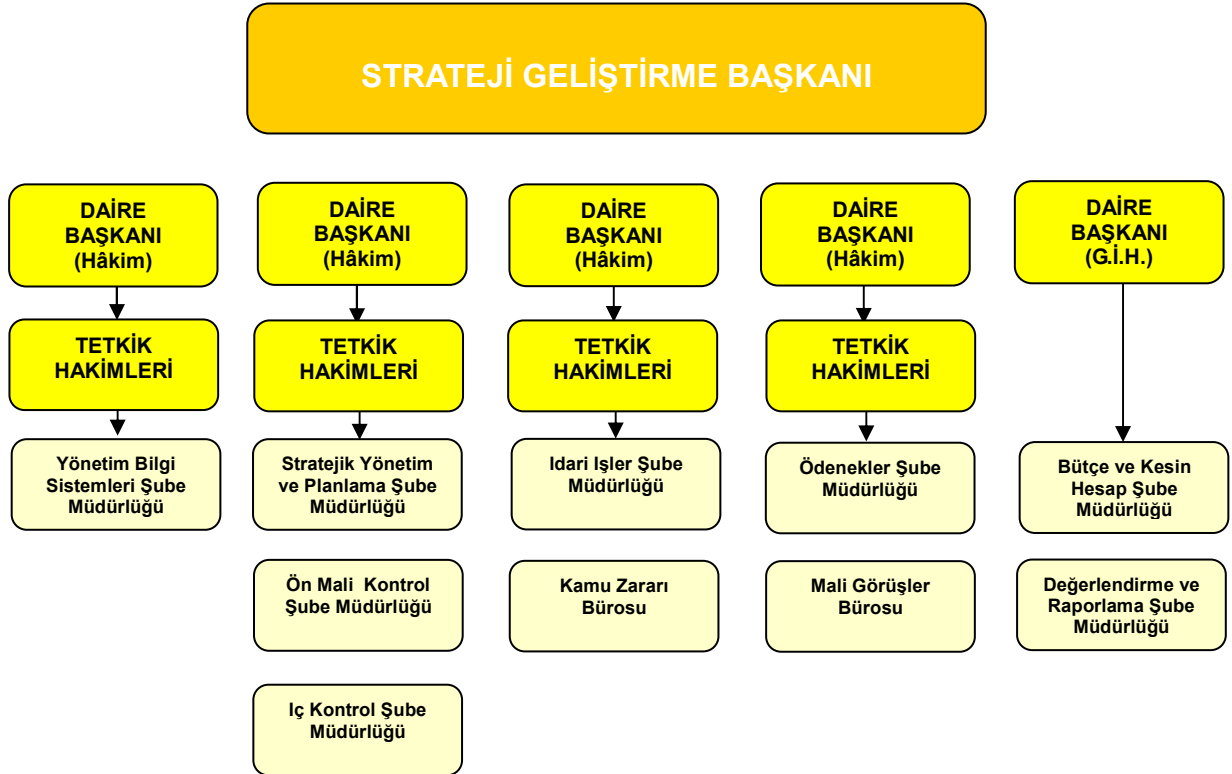 STRATEJİ GELİŞTİRME BAŞKANI
DAİRE
BAŞKANI
(Hâkim)
TETKİK
HAKİMLERİ
Yönetim Bilgi
Sistemleri Şube
Müdürlüğü
DAİRE
BAŞKANI
(Hâkim)
TETKİK
HAKİMLERİ
Stratejik Yönetim
ve Planlama Şube
Müdürlüğü
Ön Mali Kontrol
Şube Müdürlüğü
Iç Kontrol Şube
Müdürlüğü
DAİRE
BAŞKANI
(Hâkim)
TETKİK
HAKİMLERİ
Idari Işler Şube
Müdürlüğü
Kamu Zararı
Bürosu
DAİRE
BAŞKANI
(Hâkim)
TETKİK
HAKİMLERİ
Ödenekler Şube
Müdürlüğü
Mali Görüşler
Bürosu
DAİRE
BAŞKANI
(G.İ.H.)
Bütçe ve Kesin
Hesap Şube
Müdürlüğü
Değerlendirme ve
Raporlama Şube
Müdürlüğü